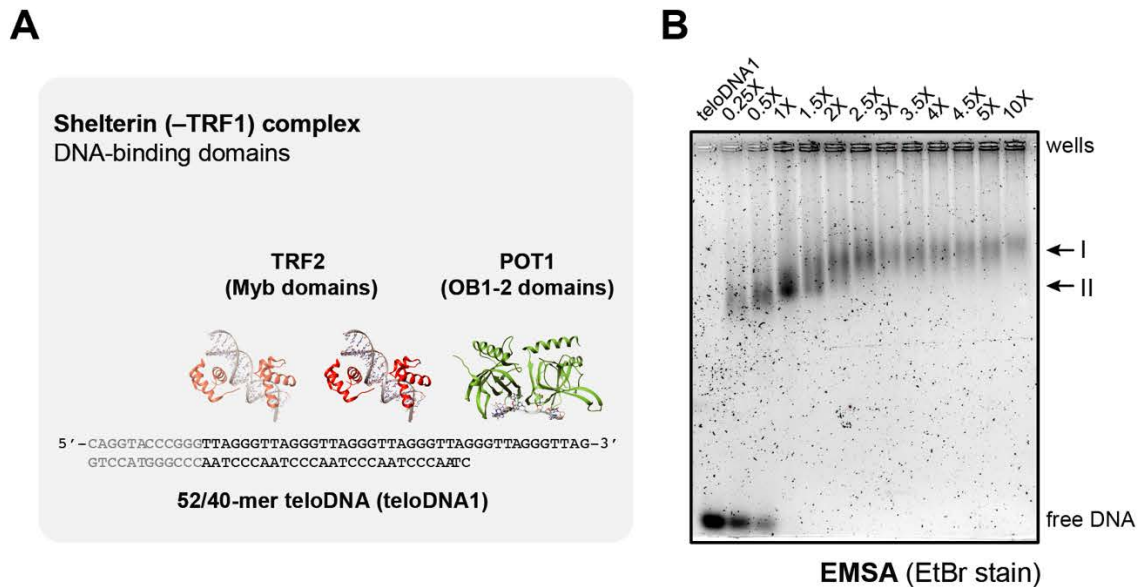 A
Shelterin (–TRF1) complex
DNA-binding domains
TRF2
(Myb domains)
POT1
(OB1-2 domains)
5′-CAGGTACCCGGGTTAGGGTTAGGGTTAGGGTTAGGGTTAGGGTTAGGGTTAG-3′
GTCCATGGGCCCAATCCCAATCCCAATCCCAATCCCAATC
52/40-mer teloDNA (teloDNA1)
B
teloDNA1 0.25X 0.5X 1X 1.5X 2X 2.5X 3X 3.5X 4X 4.5X 5X 10X
wells
I
II
free DNA
EMSA (EtBr stain)